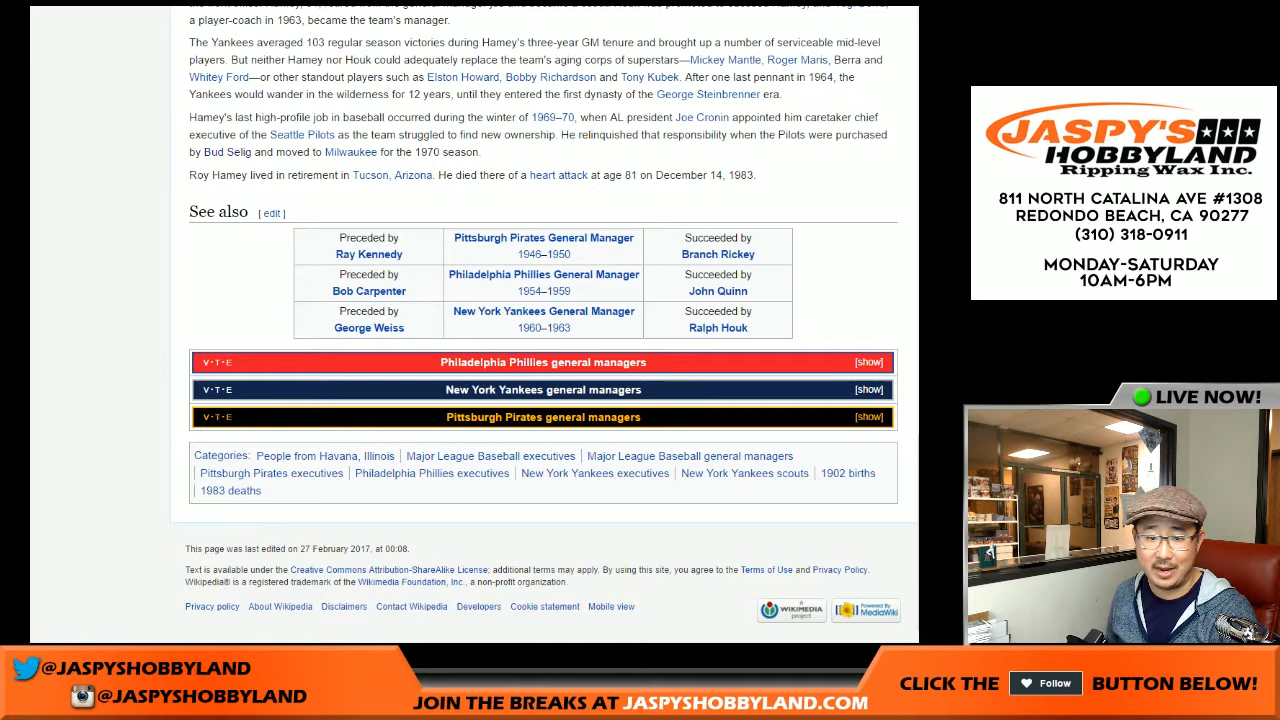 a player-coach in 1963, became the team's manager.
The Yankees averaged 103 regular season victories during Hamey's three-year GM tenure and brought up a number of serviceable mid-level
players. But neither Hamey nor Houk could adequately replace the team's aging corps of superstars—Mickey Mantle, Roger Maris, Berra and
Whitey Ford—or other standout players such as Elston Howard, Bobby Richardson and Tony Kubek. After one last pennant in 1964, the
Yankees would wander in the wilderness for 12 years, until they entered the first dynasty of the George Steinbrenner era.
Hamey's last high-profile job in baseball occurred during the winter of 1969–70, when AL president Joe Cronin appointed him caretaker chief
executive of the Seattle Pilots as the team struggled to find new ownership. He relinquished that responsibility when the Pilots were purchased
by Bud Selig and moved to Milwaukee for the 1970 season.
Roy Hamey lived in retirement in Tucson, Arizona. He died there of a heart attack at age 81 on December 14, 1983.
See also [ edit ]
Preceded by Pittsburgh Pirates General Manager Succeeded by
Ray Kennedy 1946–1950 Branch Rickey
Preceded by Philadelphia Phillies General Manager Succeeded by
Bob Carpenter 1954–1959 John Quinn
Preceded by New York Yankees General Manager Succeeded by
George Weiss 1960–1963 Ralph Houk
V·T·E Philadelphia Phillies general managers [show]
V·T·E New York Yankees general managers [show]
V·T·E Pittsburgh Pirates general managers [show]
Categories: People from Havana, Illinois | Major League Baseball executives | Major League Baseball general managers
| Pittsburgh Pirates executives | Philadelphia Phillies executives | New York Yankees executives | New York Yankees scouts | 1902 births
| 1983 deaths
This page was last edited on 27 February 2017, at 00:08.
Text is available under the Creative Commons Attribution-ShareAlike License; additional terms may apply. By using this site, you agree to the Terms of Use and Privacy Policy.
Wikipedia® is a registered trademark of the Wikimedia Foundation, Inc., a non-profit organization.
Privacy policy About Wikipedia Disclaimers Contact Wikipedia Developers Cookie statement Mobile view
WIKIMEDIA
project
Powered By
MediaWiki
JASPY'S
HOBBYLAND
Ripping Wax Inc.
811 NORTH CATALINA AVE #1308
REDONDO BEACH, CA 90277
(310) 318-0911
MONDAY-SATURDAY
10AM-6PM
LIVE NOW!
@JASPYSHOBBYLAND
@JASPYSHOBBYLAND
JOIN THE BREAKS AT JASPYSHOBBYLAND.COM
CLICK THE Follow BUTTON BELOW!